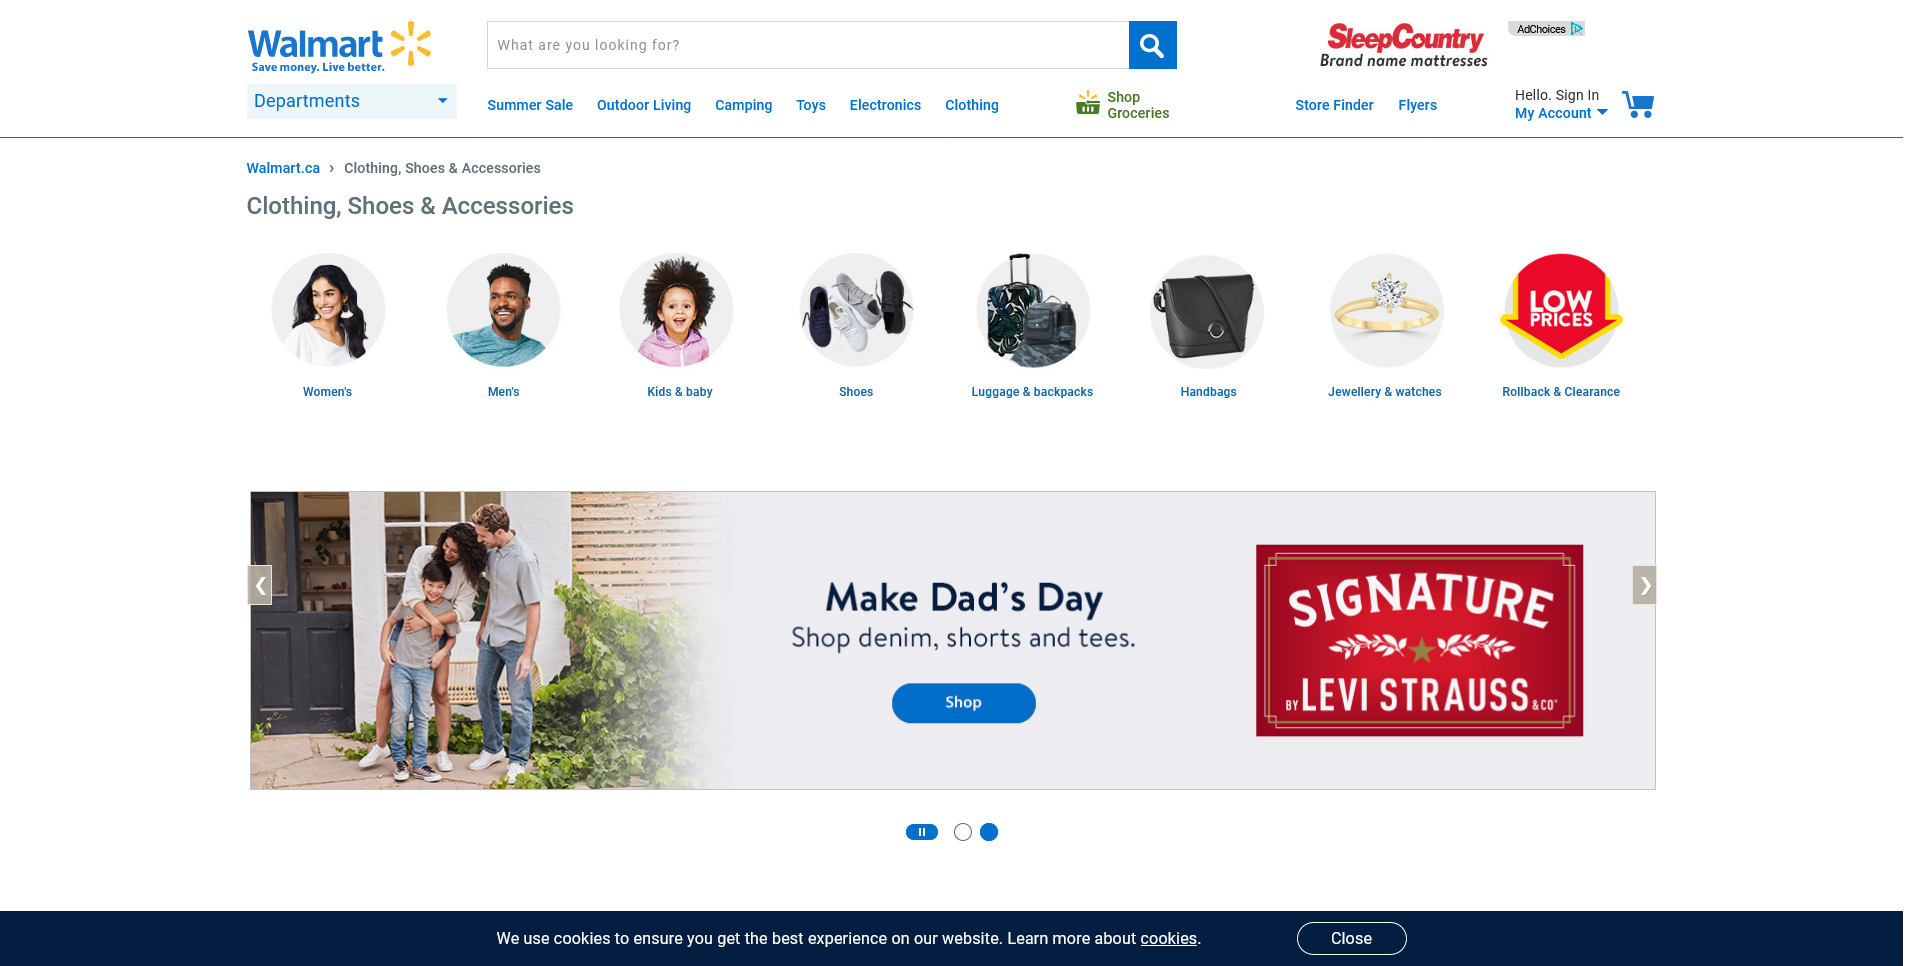 Walmart
Save money. Live better.
What are you looking for?
SleepCountry
Brand name mattresses
AdChoices
Departments
Summer Sale
Outdoor Living
Camping
Toys
Electronics
Clothing
Shop
Groceries
Store Finder
Flyers
Hello. Sign In
My Account
Walmart.ca › Clothing, Shoes & Accessories
Clothing, Shoes & Accessories
LOW
PRICES
Women's
Men's
Kids & baby
Shoes
Luggage & backpacks
Handbags
Jewellery & watches
Rollback & Clearance
Make Dad's Day
Shop denim, shorts and tees.
Shop
SIGNATURE
BY LEVI STRAUSS & CO™
We use cookies to ensure you get the best experience on our website. Learn more about cookies.
Close